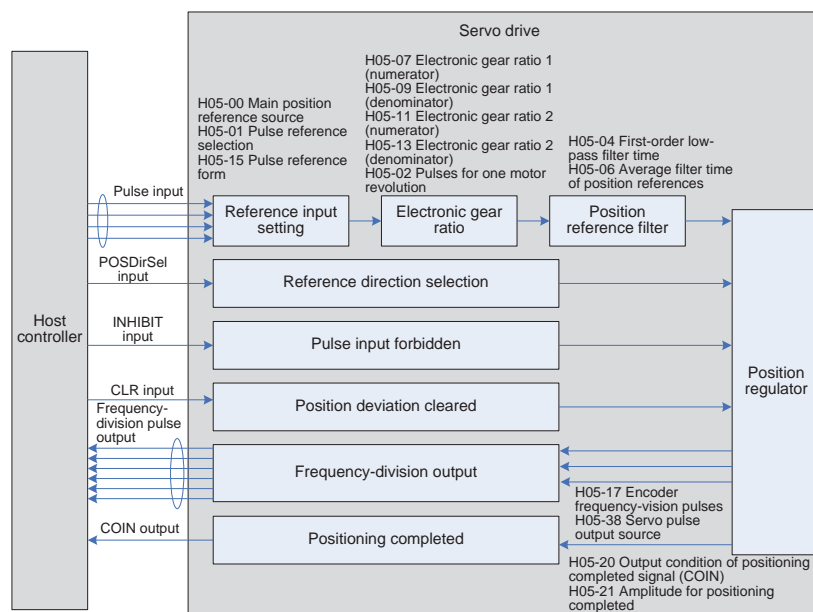 Servo drive
H05-07 Electronic gear ratio 1
(numerator)
H05-09 Electronic gear ratio 1
(denominator)
H05-11 Electronic gear ratio 2
(numerator)
H05-13 Electronic gear ratio 2
(denominator)
H05-02 Pulses for one motor
revolution
H05-00 Main position
reference source
H05-01 Pulse reference
selection
H05-15 Pulse reference
form
H05-04 First-order low-
pass filter time
H05-06 Average filter time
of position references
Pulse input
Reference input
setting
Electronic gear
ratio
Position
reference filter
POSDirSel
input
Reference direction selection
Host
controller
INHIBIT
input
Pulse input forbidden
Position
regulator
CLR input
Position deviation cleared
Frequency-
division pulse
output
Frequency-division output
H05-17 Encoder
frequency-vision pulses
H05-38 Servo pulse
output source
COIN output
Positioning completed
H05-20 Output condition of positioning
completed signal (COIN)
H05-21 Amplitude for positioning
completed